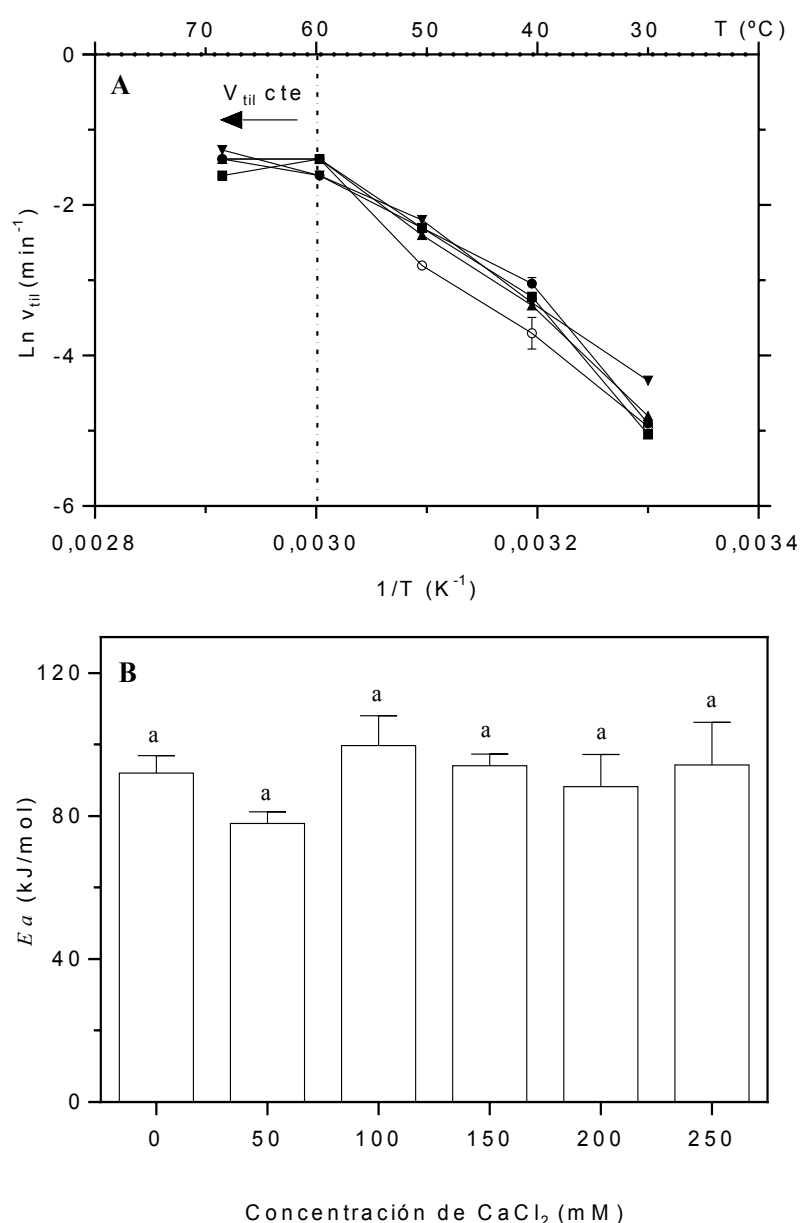 70 60 50 40 30 T (ºC)
0
A
V til cte
-2
-4
-6
Ln v til (min-1)
0,0028 0,0030 0,0032 0,0034
1/T (K-1)
B
120
80
40
0
Ea (kJ/mol)
a a a a a a
0 50 100 150 200 250
Concentración de CaCl2 (mM)